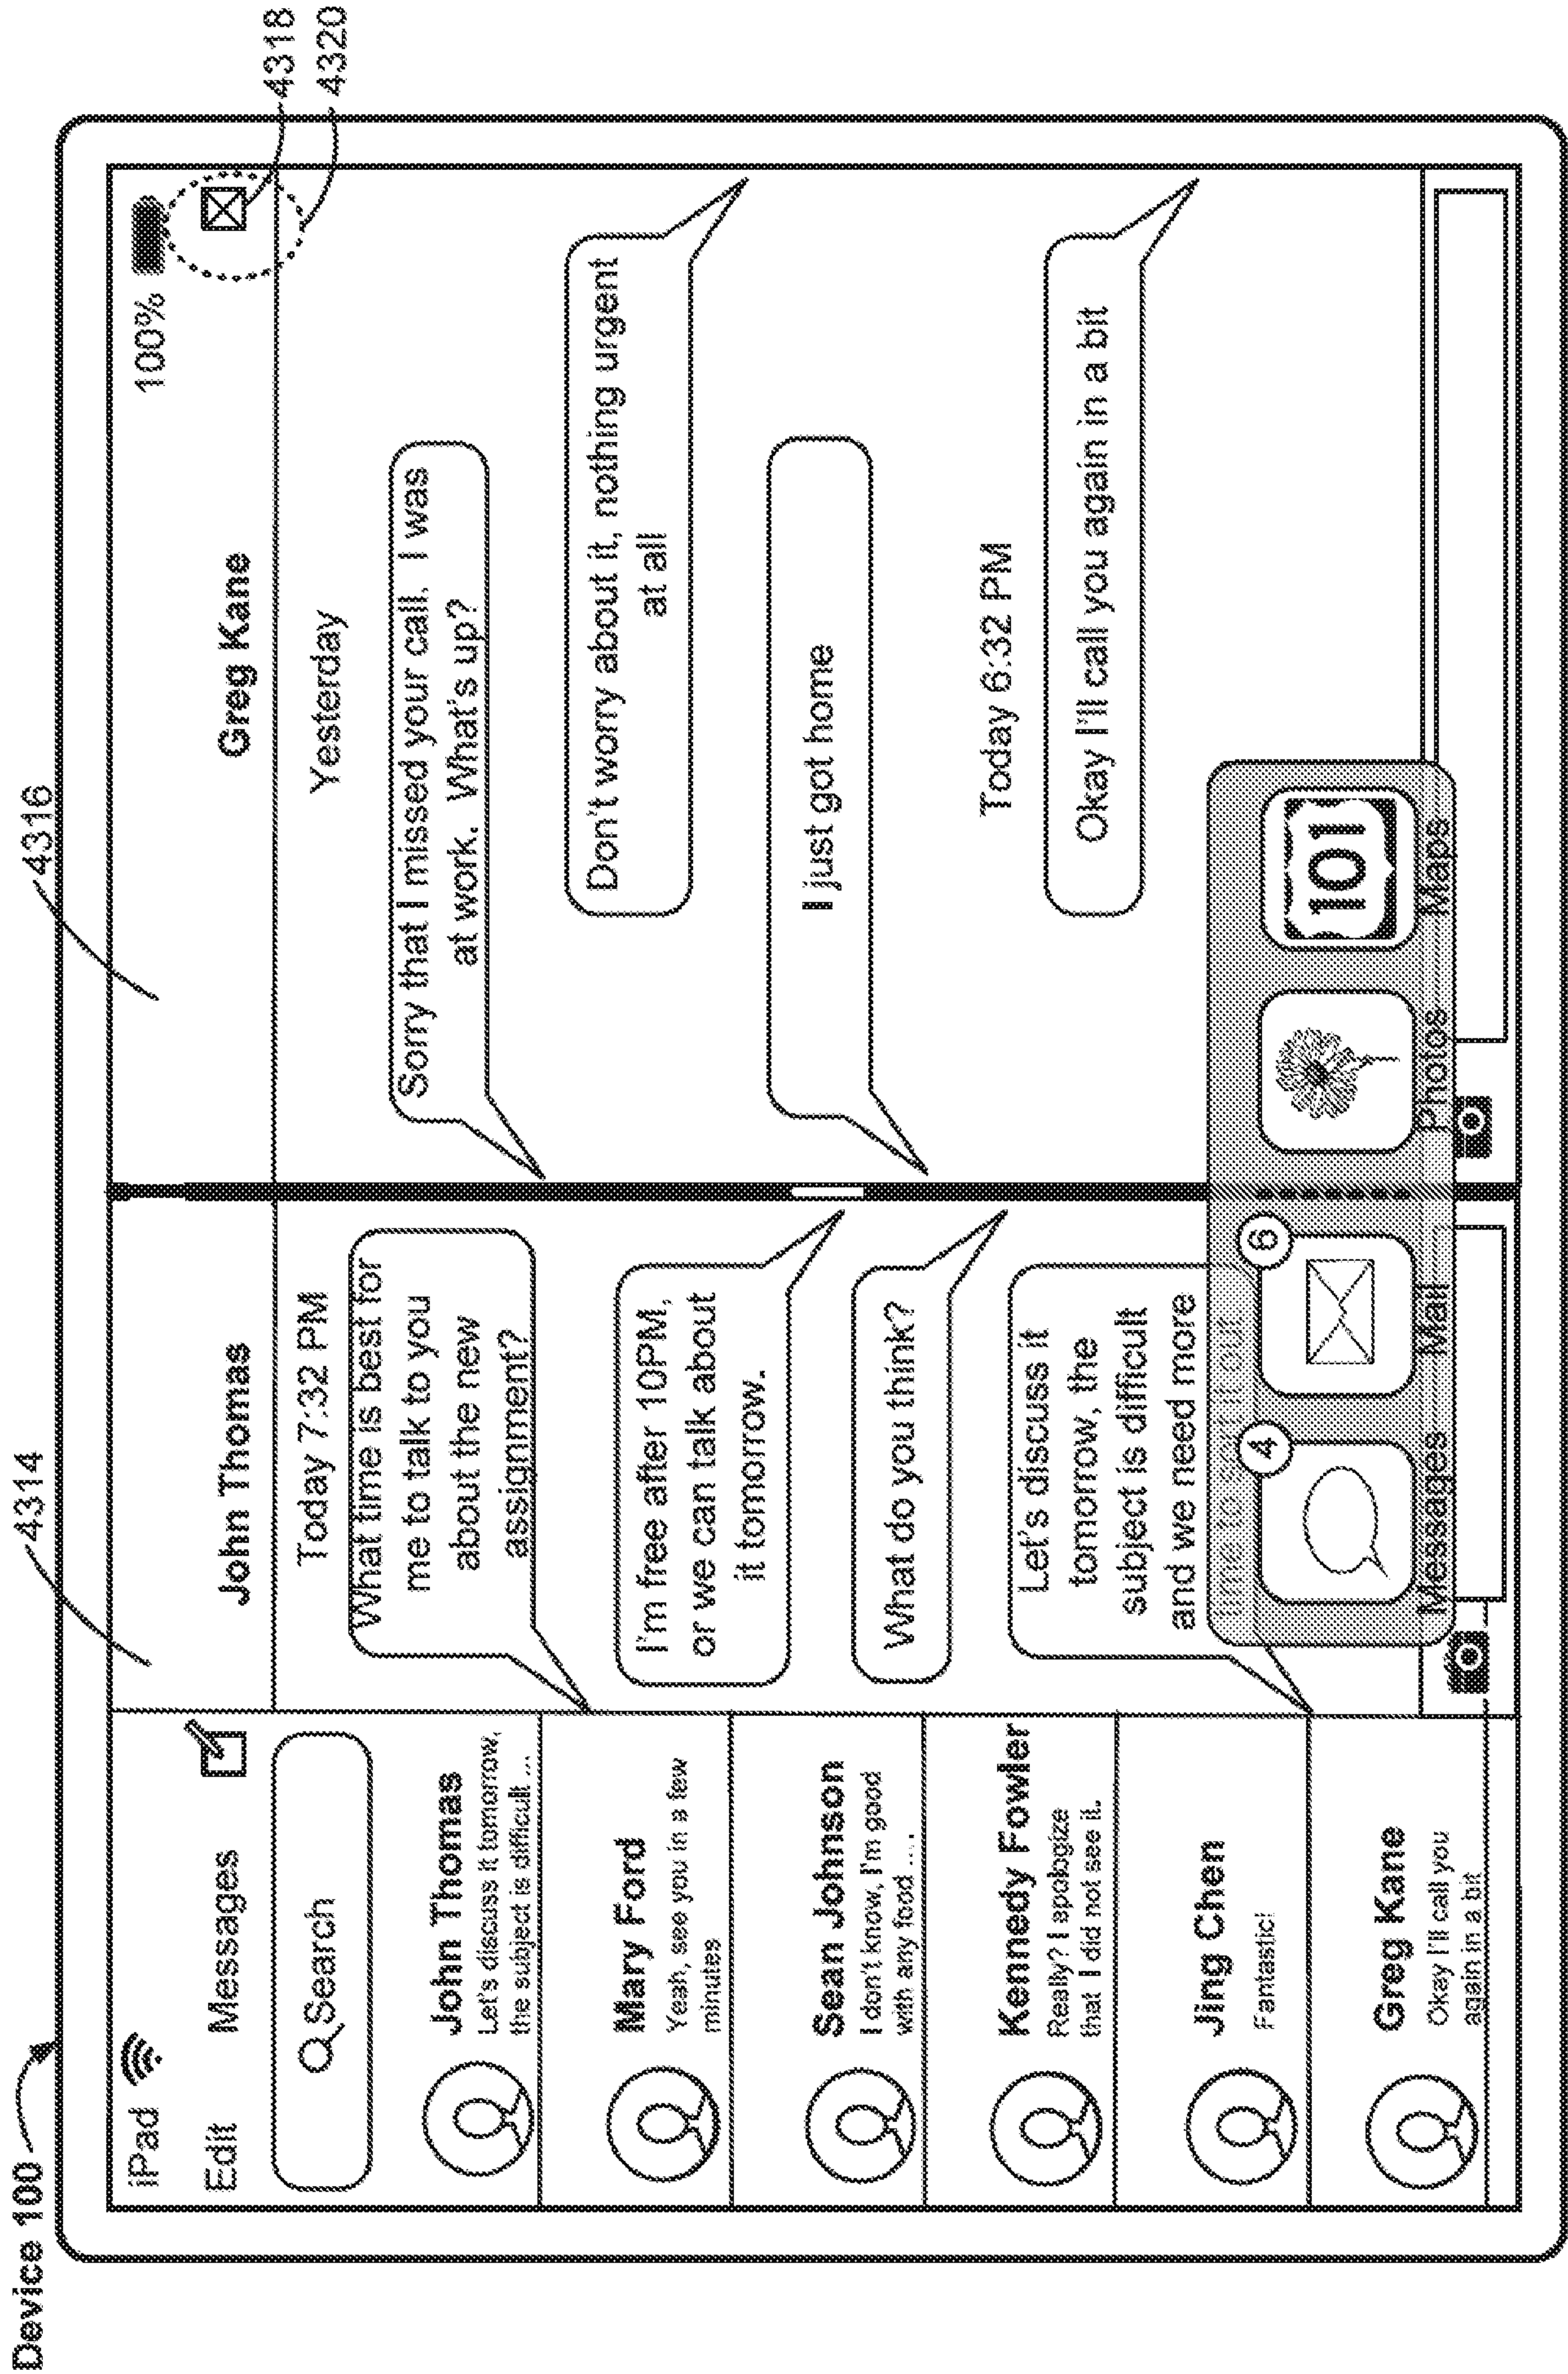 Device 100
4314
4316
4318
4320
iPad
100%
Edit
Messages
Search
John Thomas
Let's discuss it tomorrow,
the subject is difficult ...
Mary Ford
Yeah, see you in a few
minutes
Sean Johnson
I don't know, I'm good
with any food ....
Kennedy Fowler
Really? I apologize
that I did not see it.
Jing Chen
Fantastic!
Greg Kane
Okay I'll call you
again in a bit
John Thomas
Today 7:32 PM
What time is best for
me to talk to you
about the new
assignment?
I'm free after 10PM,
or we can talk about
it tomorrow.
What do you think?
Let's discuss it
tomorrow, the
subject is difficult
and we need more
time to
Greg Kane
Yesterday
Sorry that I missed your call. I was
at work. What's up?
Don't worry about it, nothing urgent
at all
I just got home
Today 6:32 PM
Okay I'll call you again in a bit
4
6
101
Messages
Mail
Photos
Maps